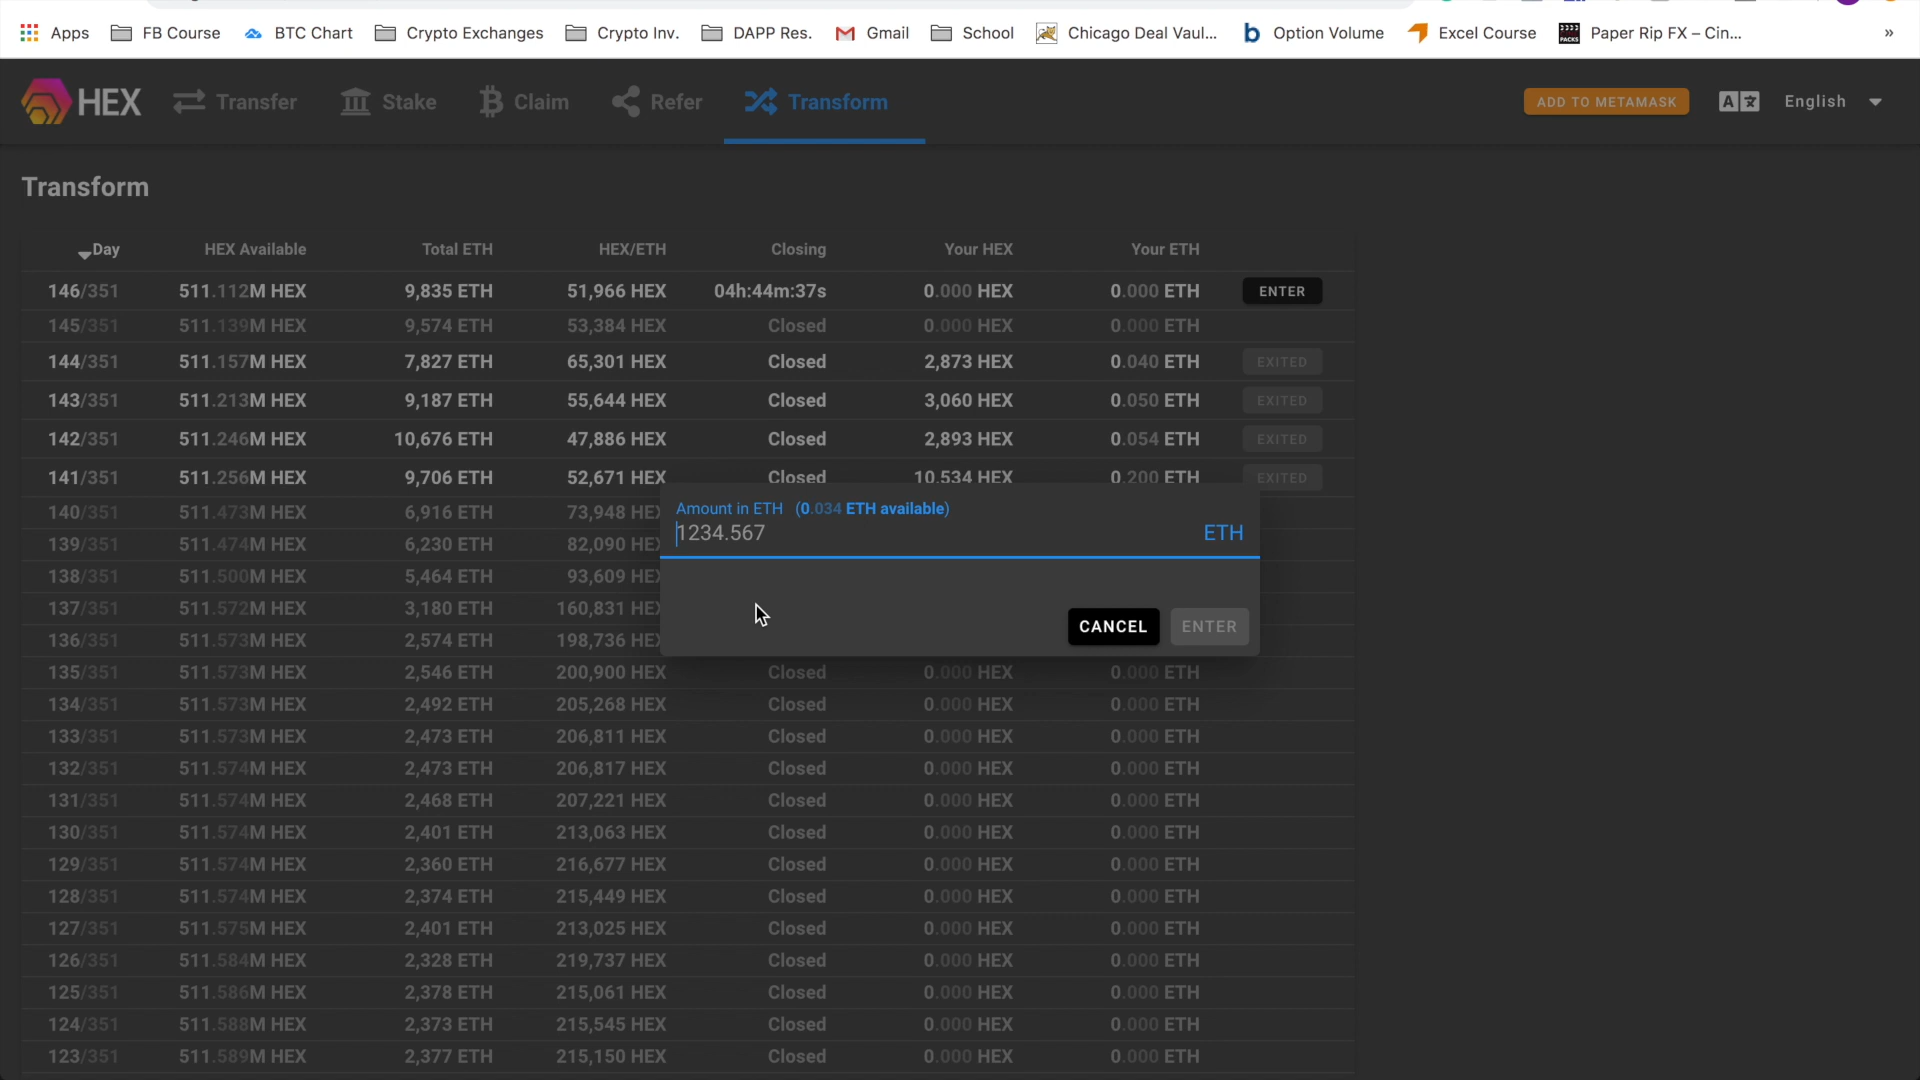 Apps FB Course BTC Chart Crypto Exchanges Crypto Inv. DAPP Res. Gmail School Chicago Deal Vaul... Option Volume Excel Course PACKS Paper Rip FX – Cin... »
HEX Transfer Stake Claim Refer Transform ADD TO METAMASK A文 English
Transform
Day HEX Available Total ETH HEX/ETH Closing Your HEX Your ETH
146/351 511.112M HEX 9,835 ETH 51,966 HEX 04h:44m:37s 0.000 HEX 0.000 ETH ENTER
145/351 511.139M HEX 9,574 ETH 53,384 HEX Closed 0.000 HEX 0.000 ETH
144/351 511.157M HEX 7,827 ETH 65,301 HEX Closed 2,873 HEX 0.040 ETH EXITED
143/351 511.213M HEX 9,187 ETH 55,644 HEX Closed 3,060 HEX 0.050 ETH EXITED
142/351 511.246M HEX 10,676 ETH 47,886 HEX Closed 2,893 HEX 0.054 ETH EXITED
141/351 511.256M HEX 9,706 ETH 52,671 HEX Closed 10,534 HEX 0.200 ETH EXITED
140/351 511.473M HEX 6,916 ETH 73,948 HEX
139/351 511.474M HEX 6,230 ETH 82,090 HEX
138/351 511.500M HEX 5,464 ETH 93,609 HEX
137/351 511.572M HEX 3,180 ETH 160,831 HEX
136/351 511.573M HEX 2,574 ETH 198,736 HEX
Amount in ETH (0.034 ETH available)
1234.567 ETH
CANCEL ENTER
135/351 511.573M HEX 2,546 ETH 200,900 HEX Closed 0.000 HEX 0.000 ETH
134/351 511.573M HEX 2,492 ETH 205,268 HEX Closed 0.000 HEX 0.000 ETH
133/351 511.573M HEX 2,473 ETH 206,811 HEX Closed 0.000 HEX 0.000 ETH
132/351 511.574M HEX 2,473 ETH 206,817 HEX Closed 0.000 HEX 0.000 ETH
131/351 511.574M HEX 2,468 ETH 207,221 HEX Closed 0.000 HEX 0.000 ETH
130/351 511.574M HEX 2,401 ETH 213,063 HEX Closed 0.000 HEX 0.000 ETH
129/351 511.574M HEX 2,360 ETH 216,677 HEX Closed 0.000 HEX 0.000 ETH
128/351 511.574M HEX 2,374 ETH 215,449 HEX Closed 0.000 HEX 0.000 ETH
127/351 511.575M HEX 2,401 ETH 213,025 HEX Closed 0.000 HEX 0.000 ETH
126/351 511.584M HEX 2,328 ETH 219,737 HEX Closed 0.000 HEX 0.000 ETH
125/351 511.586M HEX 2,378 ETH 215,061 HEX Closed 0.000 HEX 0.000 ETH
124/351 511.588M HEX 2,373 ETH 215,545 HEX Closed 0.000 HEX 0.000 ETH
123/351 511.589M HEX 2,377 ETH 215,150 HEX Closed 0.000 HEX 0.000 ETH